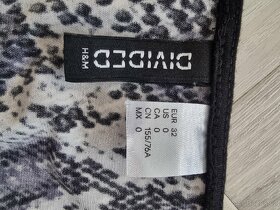 DIVIDED
H&M
EUR 32
US 0
CA 0
CN 155/76A
MX 0